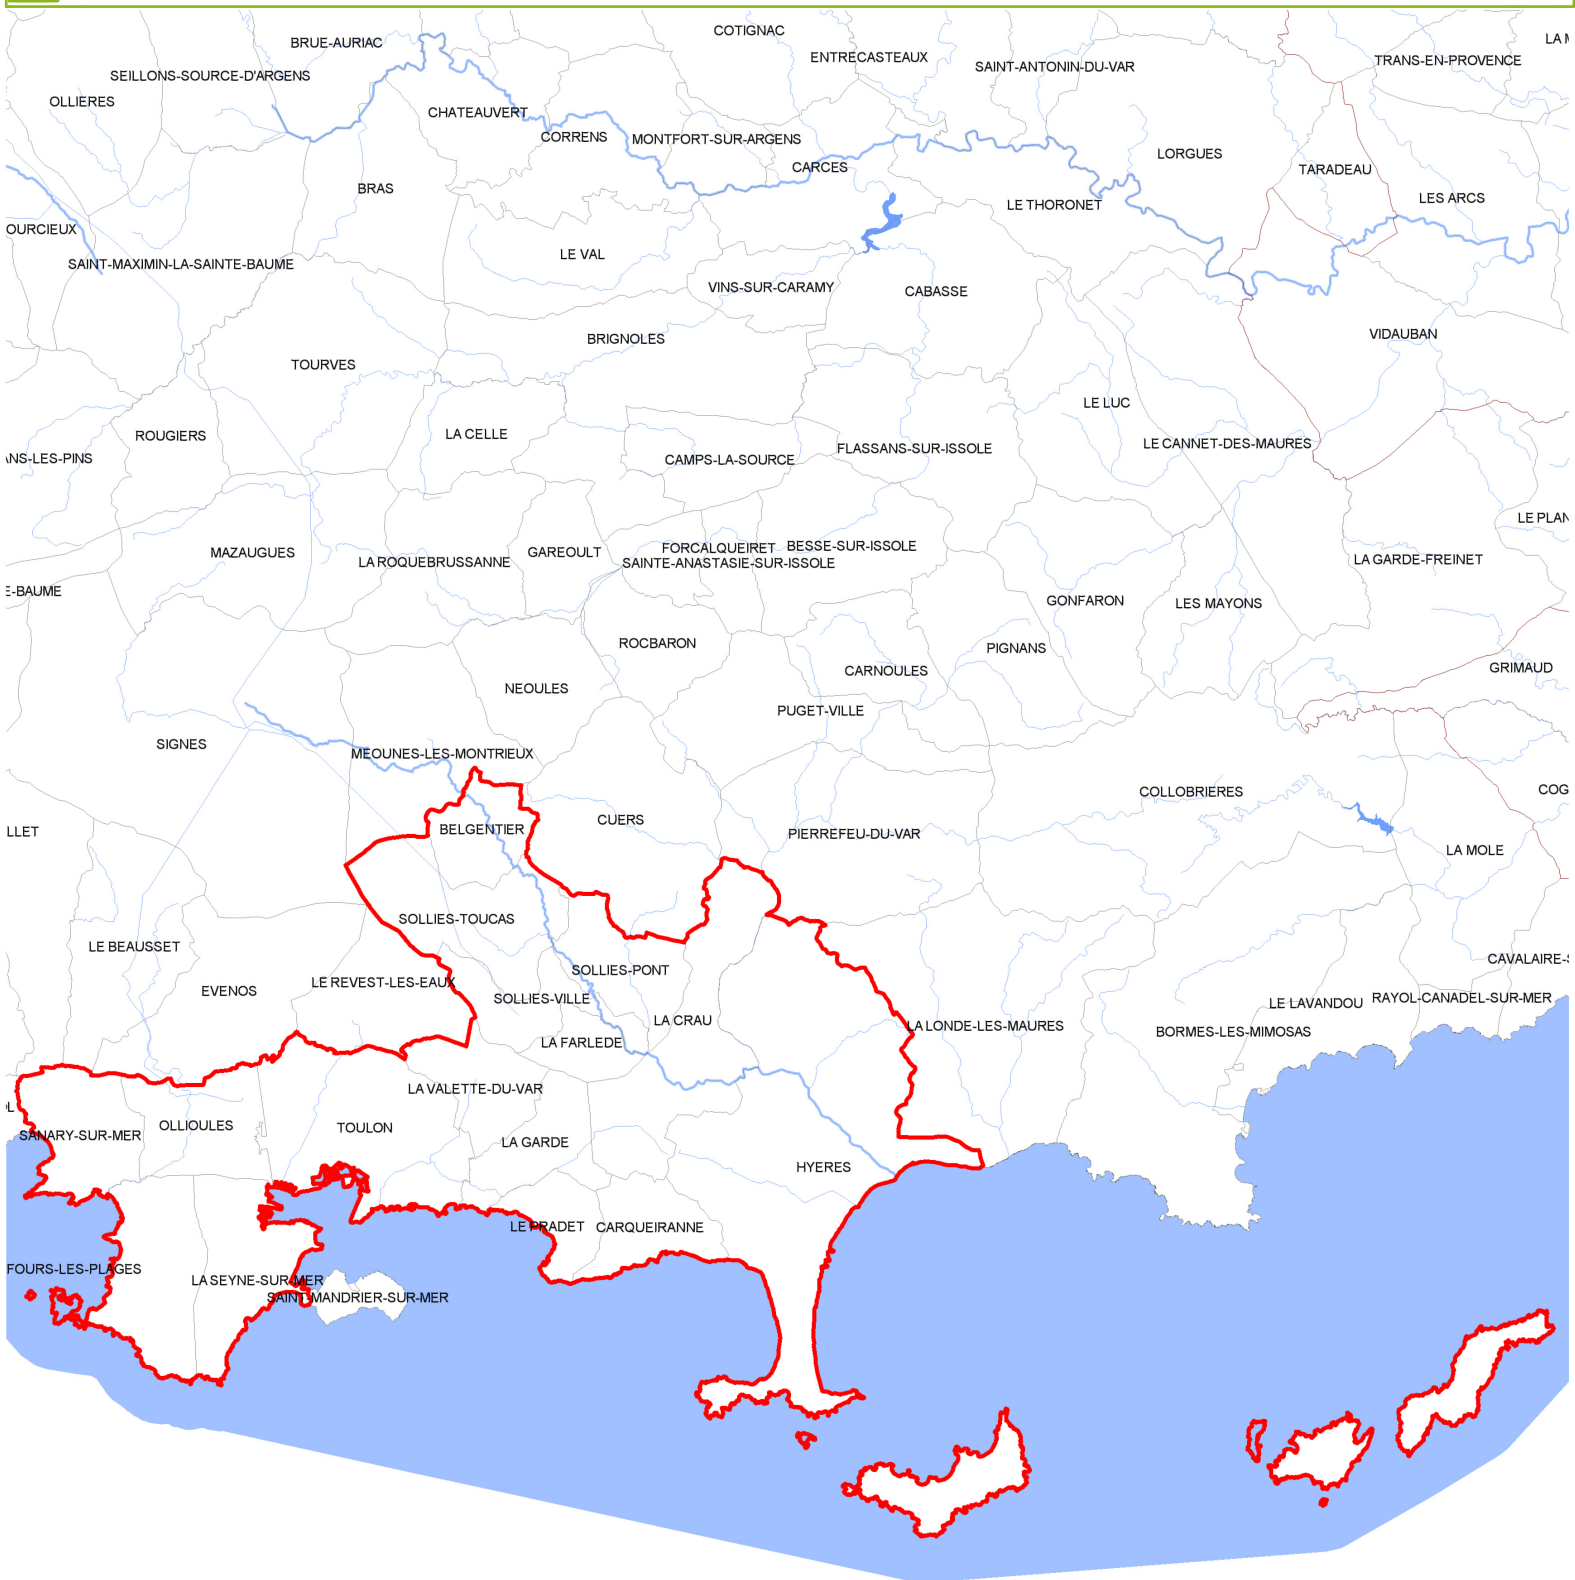 COTIGNAC
BRUE-AURIAC
ENTRECASTEAUX
TRANS-EN-PROVENCE
SAINT-ANTONIN-DU-VAR
SEILLONS-SOURCE-D'ARGENS
OLLIERES
CHATEAUVERT
CORRENS
MONTFORT-SUR-ARGENS
LORGUES
CARCES
TARADEAU
BRAS
LES ARCS
LE THORONET
OURCIEUX
LE VAL
SAINT-MAXIMIN-LA-SAINTE-BAUME
VINS-SUR-CARAMY
CABASSE
VIDAUBAN
BRIGNOLES
TOURVES
LE LUC
ROUGIERS
LA CELLE
LE CANNET-DES-MAURES
FLASSANS-SUR-ISSOLE
ANS-LES-PINS
CAMPS-LA-SOURCE
LE PLAN
BESSE-SUR-ISSOLE
FORCALQUEIRET
MAZAUGUES
GAREOULT
LA ROQUEBRUSSANNE
SAINTE-ANASTASIE-SUR-ISSOLE
LA GARDE-FREINET
E-BAUME
GONFARON
LES MAYONS
ROCBARON
PIGNANS
CARNOULES
GRIMAUD
NEOULES
PUGET-VILLE
SIGNES
MEOUNES-LES-MONTRIEUX
COLLOBRIERES
COG
CUERS
BELGENTIER
LLET
PIERREFEU-DU-VAR
LA MOLE
SOLLIES-TOUCAS
LE BEAUSSET
CAVALAIRE-S
SOLLIES-PONT
LE REVEST-LES-EAUX
EVENOS
SOLLIES-VILLE
RAYOL-CANADEL-SUR-MER
LE LAVANDOU
LA CRAU
LA LONDE-LES-MAURES
BORMES-LES-MIMOSAS
LA FARLEDE
LA VALETTE-DU-VAR
OLLIOULES
TOULON
SANARY-SUR-MER
LA GARDE
HYERES
LE PRADET
CARQUEIRANNE
FOURS-LES-PLAGES
LA SEYNE-SUR-MER
SAINT-MANDRIER-SUR-MER